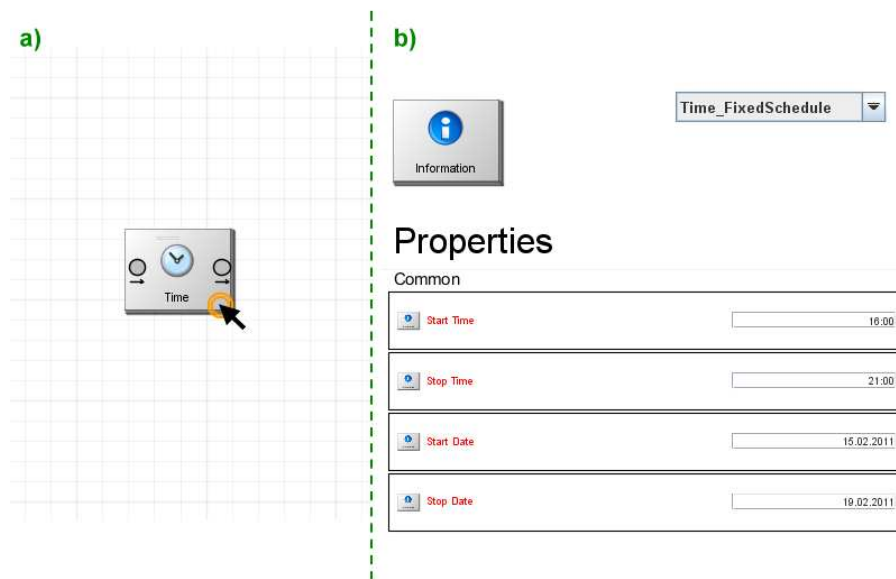 a)
Time
b)
Information
Time_FixedSchedule
Properties
Common
Start Time
16:00
Stop Time
21:00
Start Date
15.02.2011
Stop Date
19.02.2011